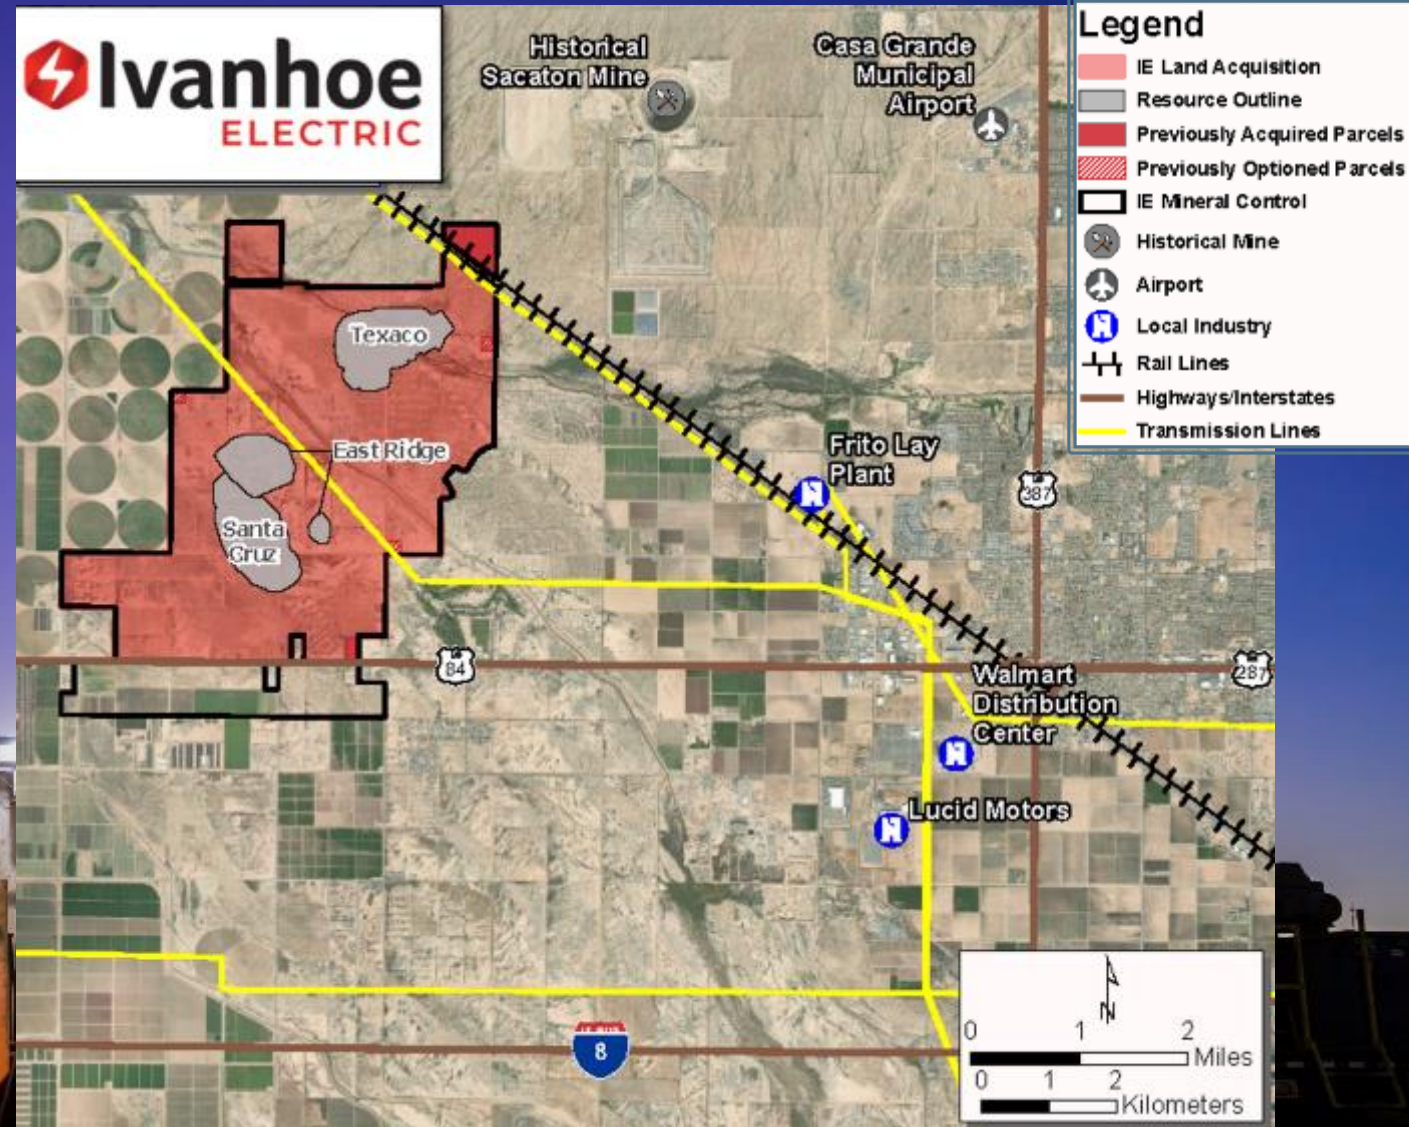 Ivanhoe
ELECTRIC
Historical
Sacaton Mine
Casa Grande
Municipal
Airport
Legend
IE Land Acquisition
Resource Outline
Previously Acquired Parcels
Previously Optioned Parcels
IE Mineral Control
Historical Mine
Airport
Local Industry
Rail Lines
Highways/Interstates
Transmission Lines
Texaco
East Ridge
Santa
Cruz
Frito Lay
Plant
387
84
287
Walmart
Distribution
Center
Lucid Motors
8
N
0 1 2
Miles
0 1 2
Kilometers